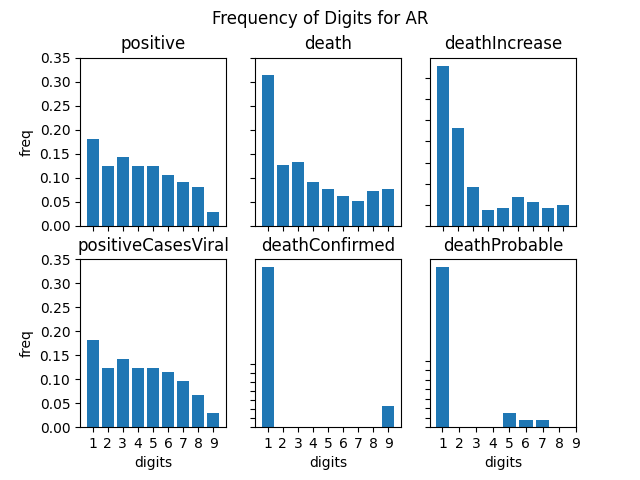 Frequency of Digits for AR
positive death deathIncrease
0.35
0.30
0.25
0.20
0.15
0.10
0.05
0.00
freq
positiveCasesViral deathConfirmed deathProbable
0.35
0.30
0.25
0.20
0.15
0.10
0.05
0.00
freq
1 2 3 4 5 6 7 8 9 1 2 3 4 5 6 7 8 9 1 2 3 4 5 6 7 9
digits digits digits